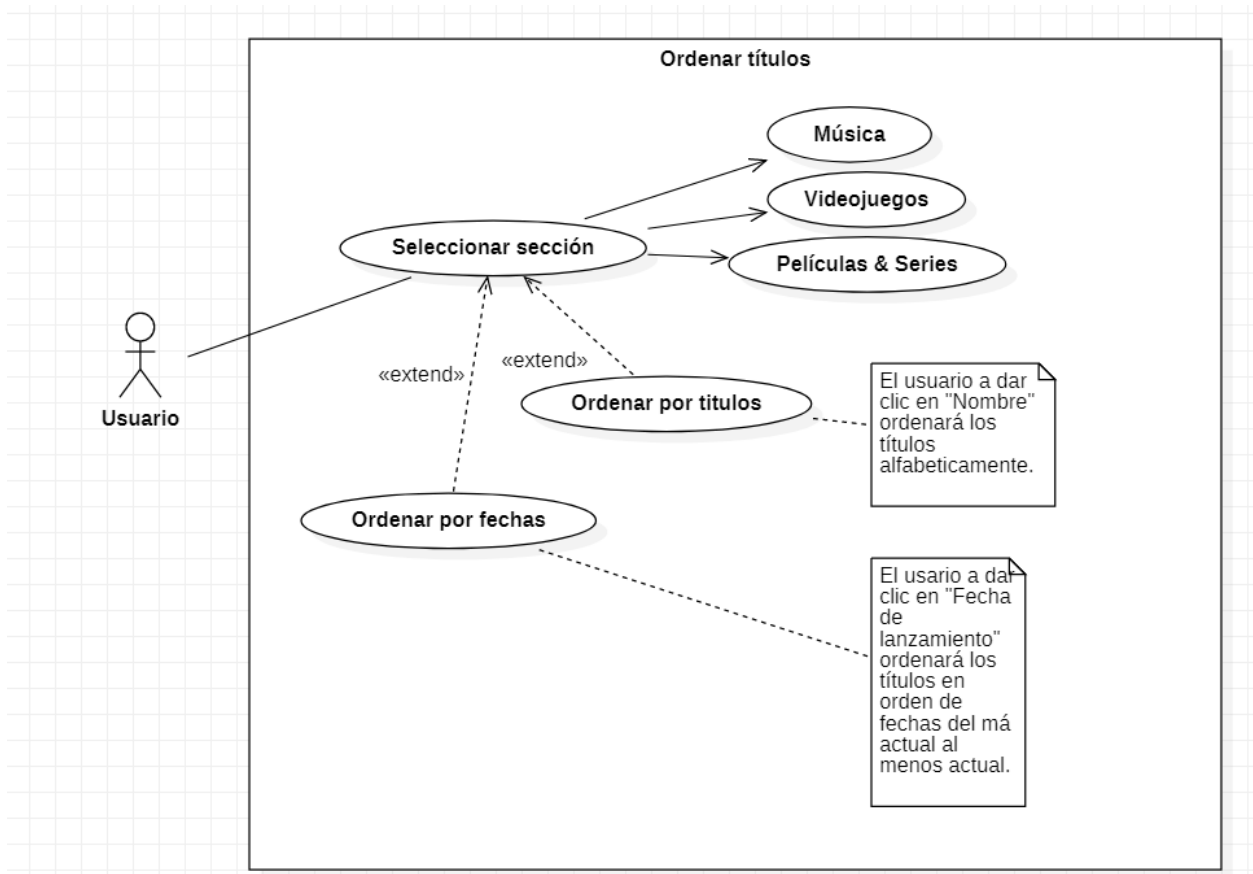 Ordenar títulos
Música
Videojuegos
Seleccionar sección
Películas & Series
«extend»
«extend»
Usuario
Ordenar por titulos
El usuario a dar
clic en "Nombre"
ordenará los
títulos
alfabeticamente.
Ordenar por fechas
El usario a dar
clic en "Fecha
de
lanzamiento"
ordenará los
títulos en
orden de
fechas del má
actual al
menos actual.